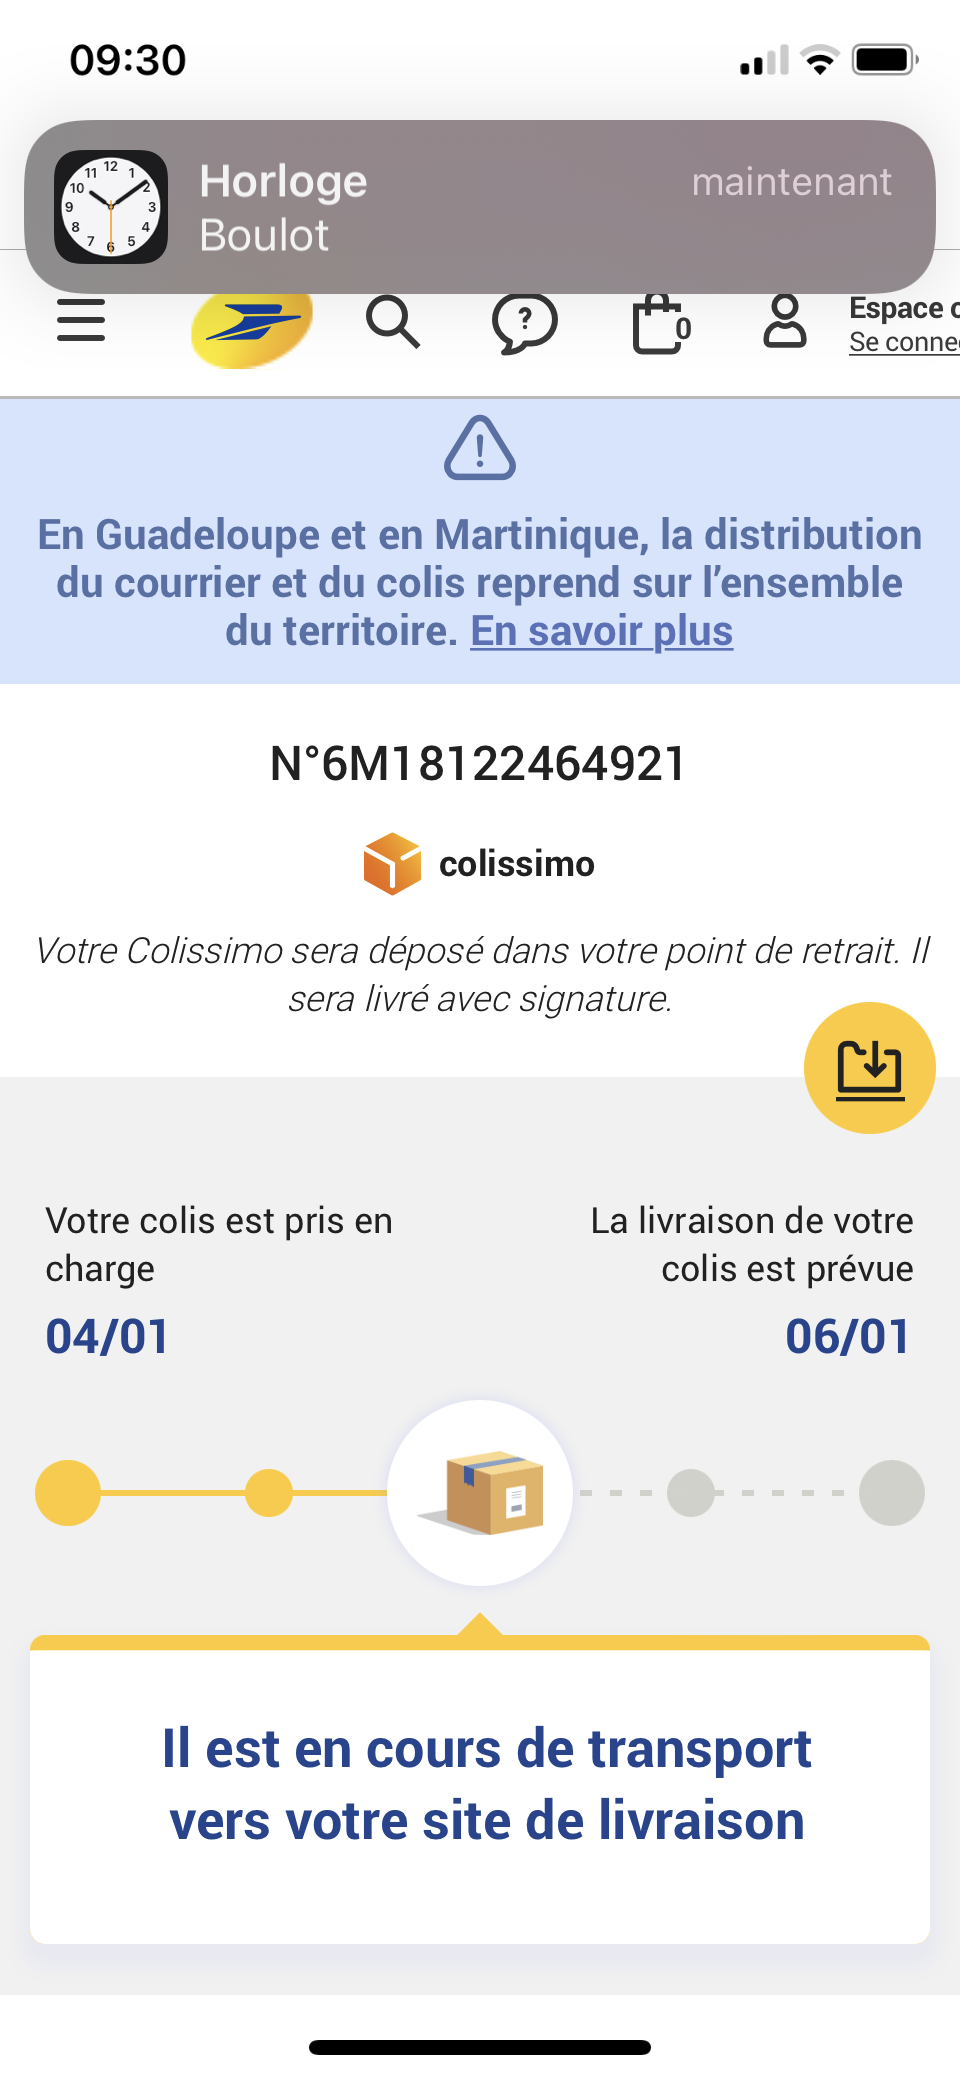 09:30
Horloge
maintenant
Boulot
?
0
Espace c
Se conne
En Guadeloupe et en Martinique, la distribution
du courrier et du colis reprend sur l’ensemble
du territoire. En savoir plus
N°6M18122464921
colissimo
Votre Colissimo sera déposé dans votre point de retrait. Il
sera livré avec signature.
Votre colis est pris en
charge
04/01
La livraison de votre
colis est prévue
06/01
Il est en cours de transport
vers votre site de livraison